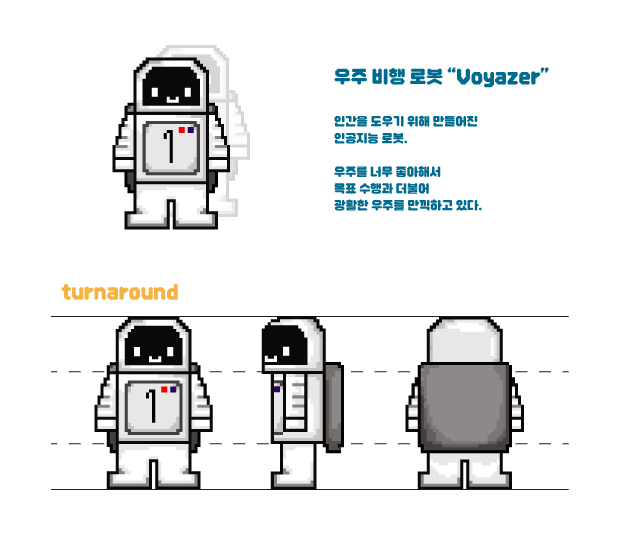 우주 비행 로봇 “Voyazer”
인간을 도우기 위해 만들어진
인공지능 로봇.
우주를 너무 좋아해서
목표 수행과 더불어
광활한 우주를 만끽하고 있다.
1
turnaround
1